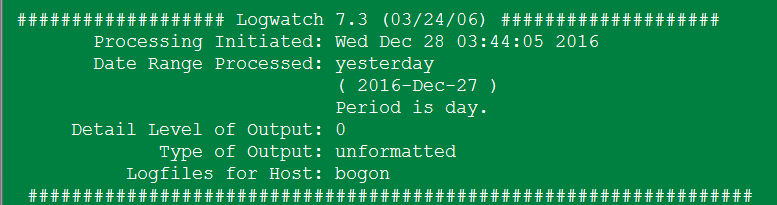 ################### Logwatch 7.3 (03/24/06) ####################
Processing Initiated: Wed Dec 28 03:44:05 2016
Date Range Processed: yesterday
( 2016-Dec-27 )
Period is day.
Detail Level of Output: 0
Type of Output: unformatted
Logfiles for Host: bogon
##################################################################